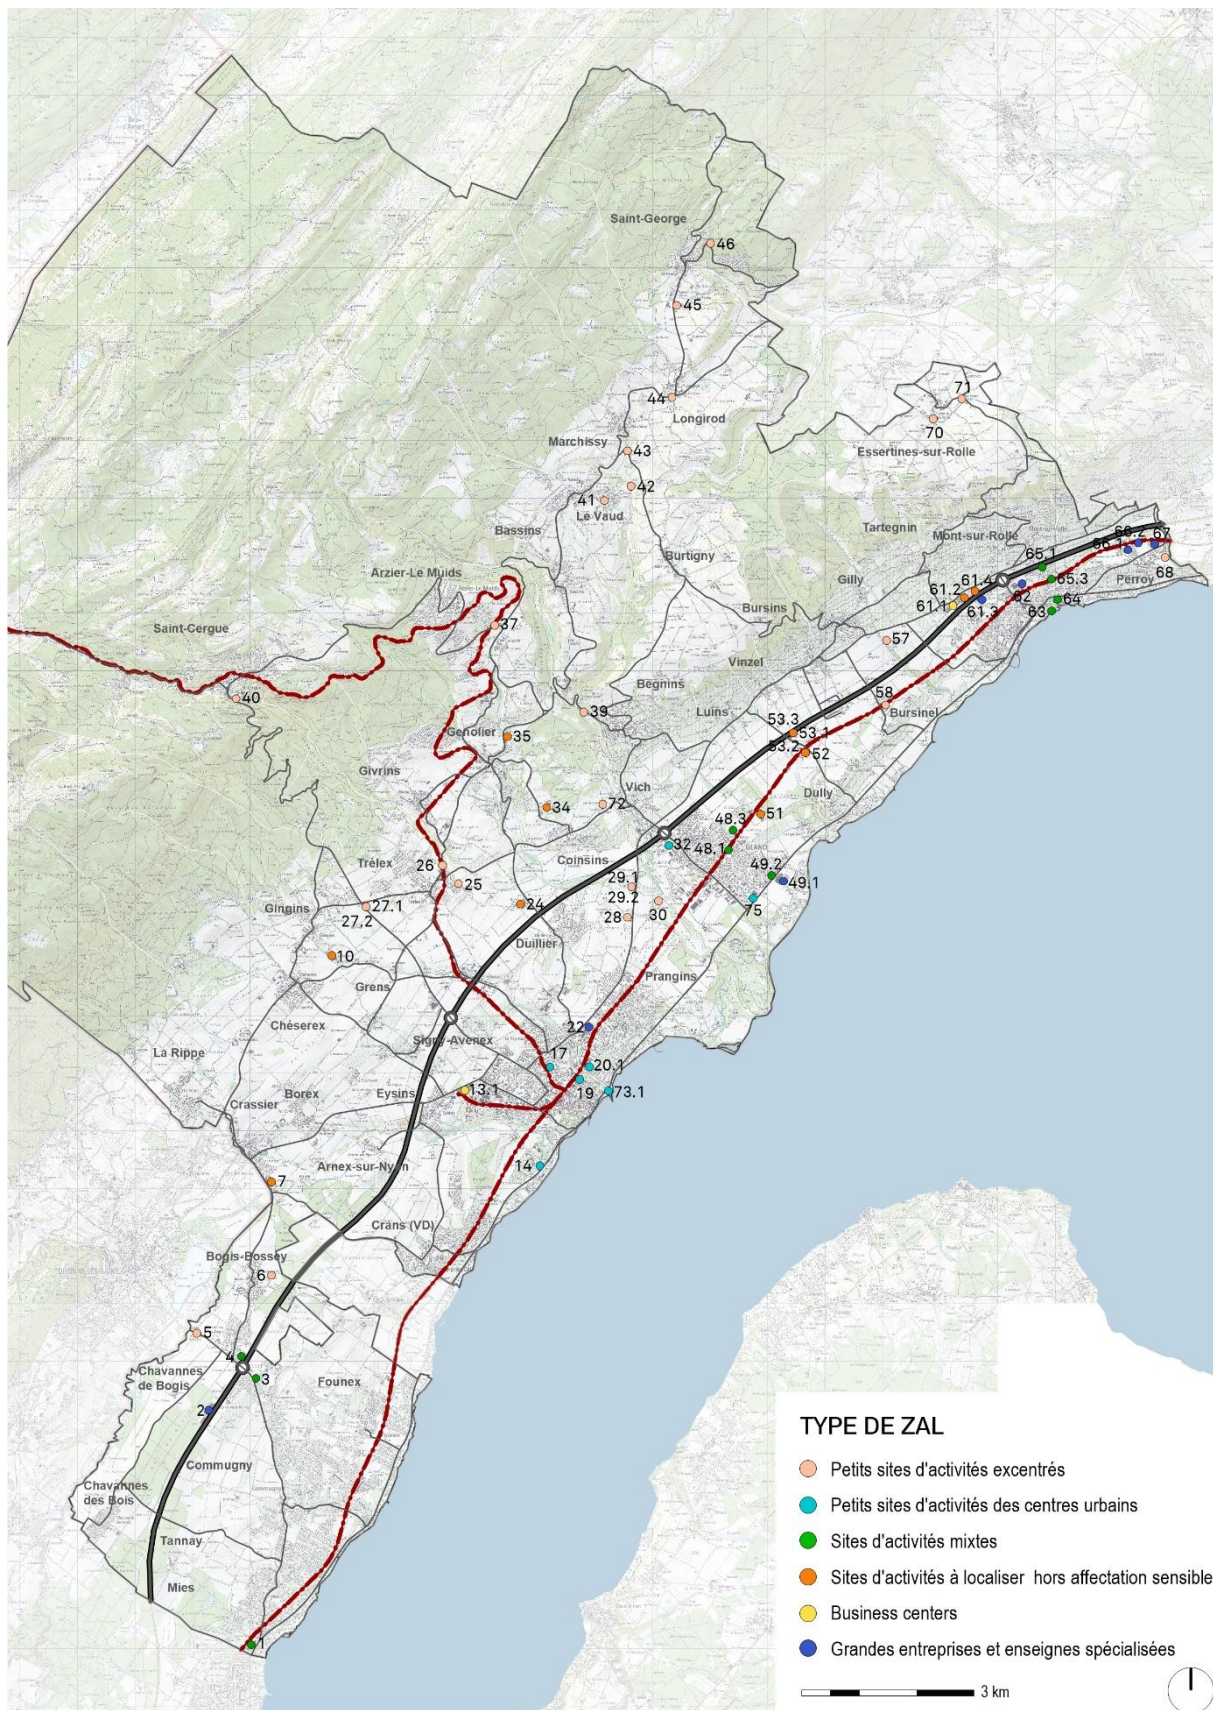 Saint-George
46
45
44
Longirod
71
70
Essertines-sur-Rolle
Marchissy
43
42
41
Le Vaud
Bassins
Tartegnin
Mont-sur-Rolle
66.2
67
66.1
65.1
68
Perroy
65.3
Burtigny
Arzier-Le Muids
Gilly
61.4
61.2
61.1
61.3
62
64
63
Bursins
Saint-Cergue
37
57
Vinzel
40
Begnins
39
Luins
58
Bursinel
Genolier
35
53.3
53.1
53.2
52
Givrins
Vich
34
72
Dully
51
48.3
32
GLAND
48.1
Trélex
26
Coinsins
25
29.1
29.2
49.2
49.1
75
Gingins
27.1
27.2
24
28
30
Duillier
10
Prangins
Grens
Chéserex
22
Signy-Avenex
La Rippe
17
20.1
19
73.1
13.1
Eysins
Borex
Crassier
14
Arnex-sur-Nyon
7
Crans (VD)
Bogis-Bossey
6
5
4
3
Chavannes
de Bogis
Founex
2
Commugny
Chavannes
des Bois
Tannay
Mies
1
TYPE DE ZAL
Petits sites d'activités excentrés
Petits sites d'activités des centres urbains
Sites d'activités mixtes
Sites d'activités à localiser hors affectation sensible
Business centers
Grandes entreprises et enseignes spécialisées
3 km